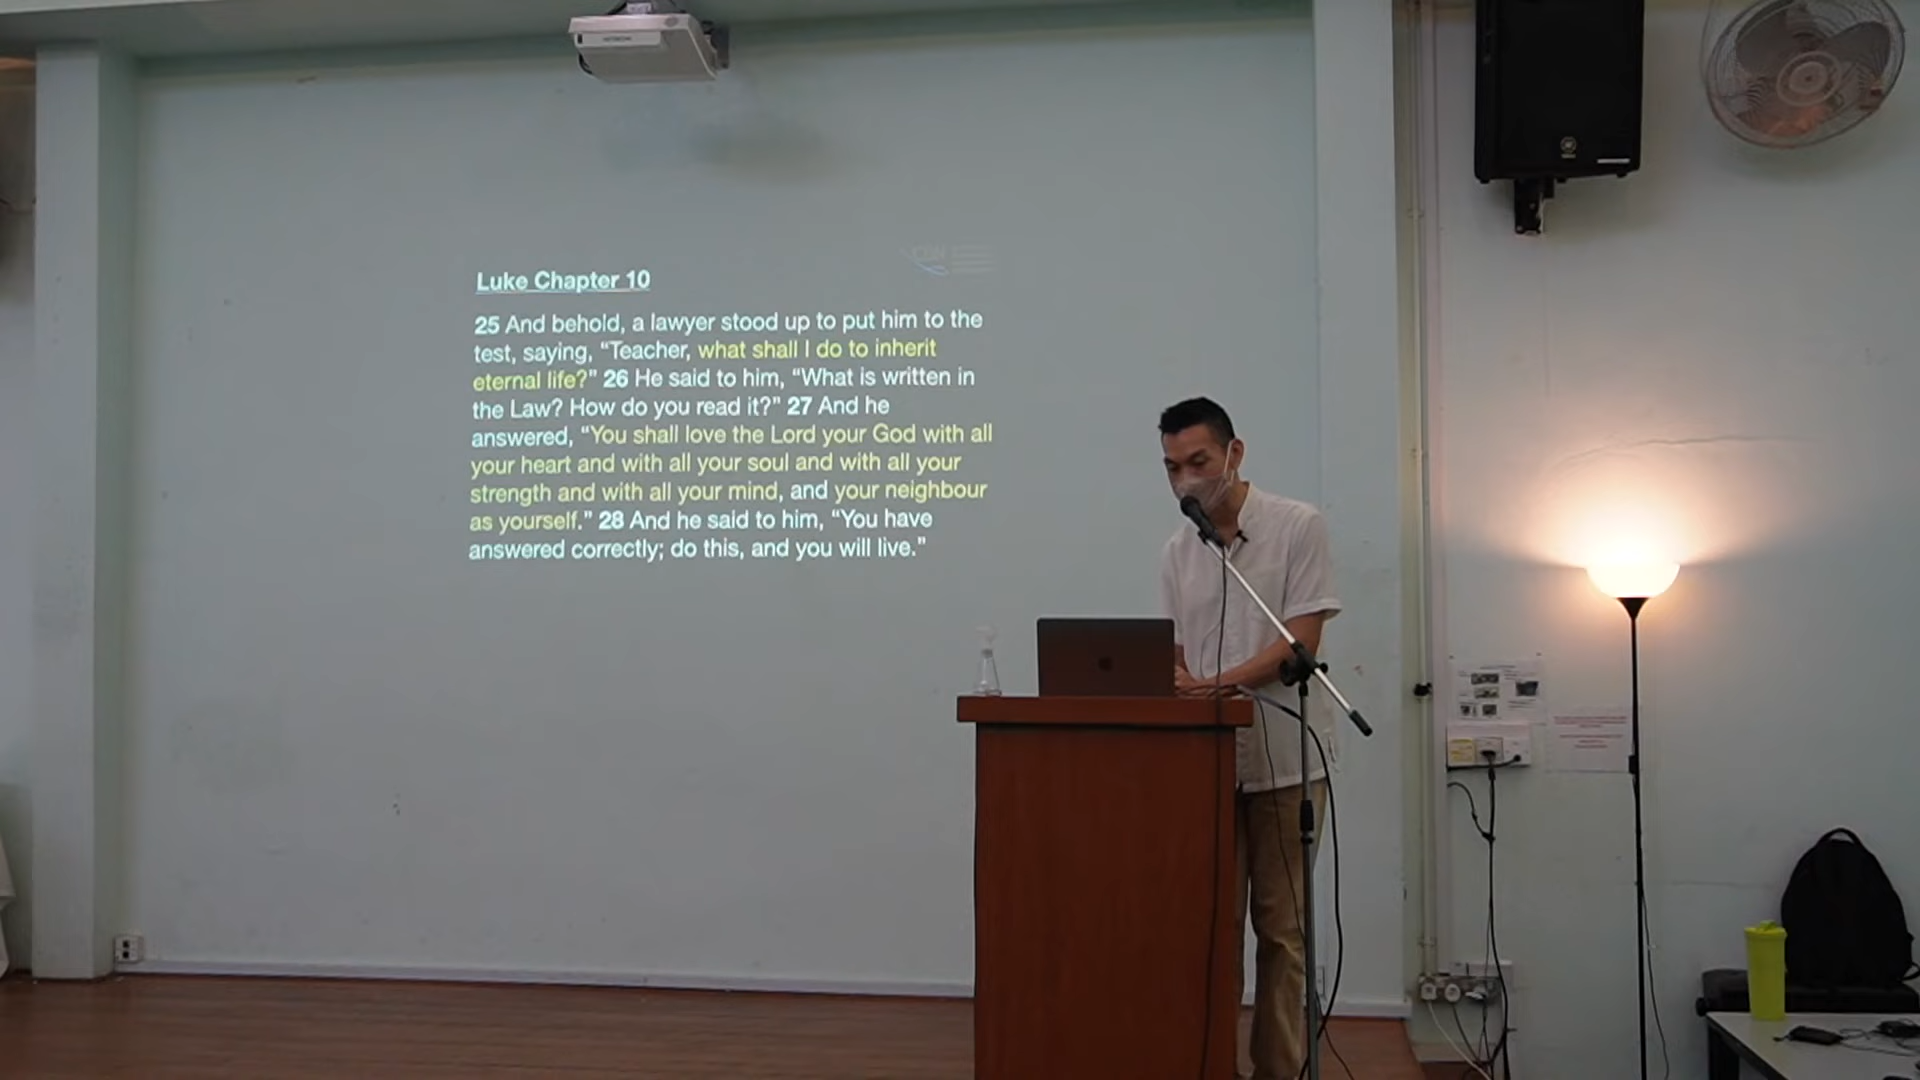 HITACHI
Luke Chapter 10
25 And behold, a lawyer stood up to put him to the
test, saying, “Teacher, what shall I do to inherit
eternal life?” 26 He said to him, “What is written in
the Law? How do you read it?” 27 And he
answered, “You shall love the Lord your God with all
your heart and with all your soul and with all your
strength and with all your mind, and your neighbour
as yourself.” 28 And he said to him, “You have
answered correctly; do this, and you will live.”